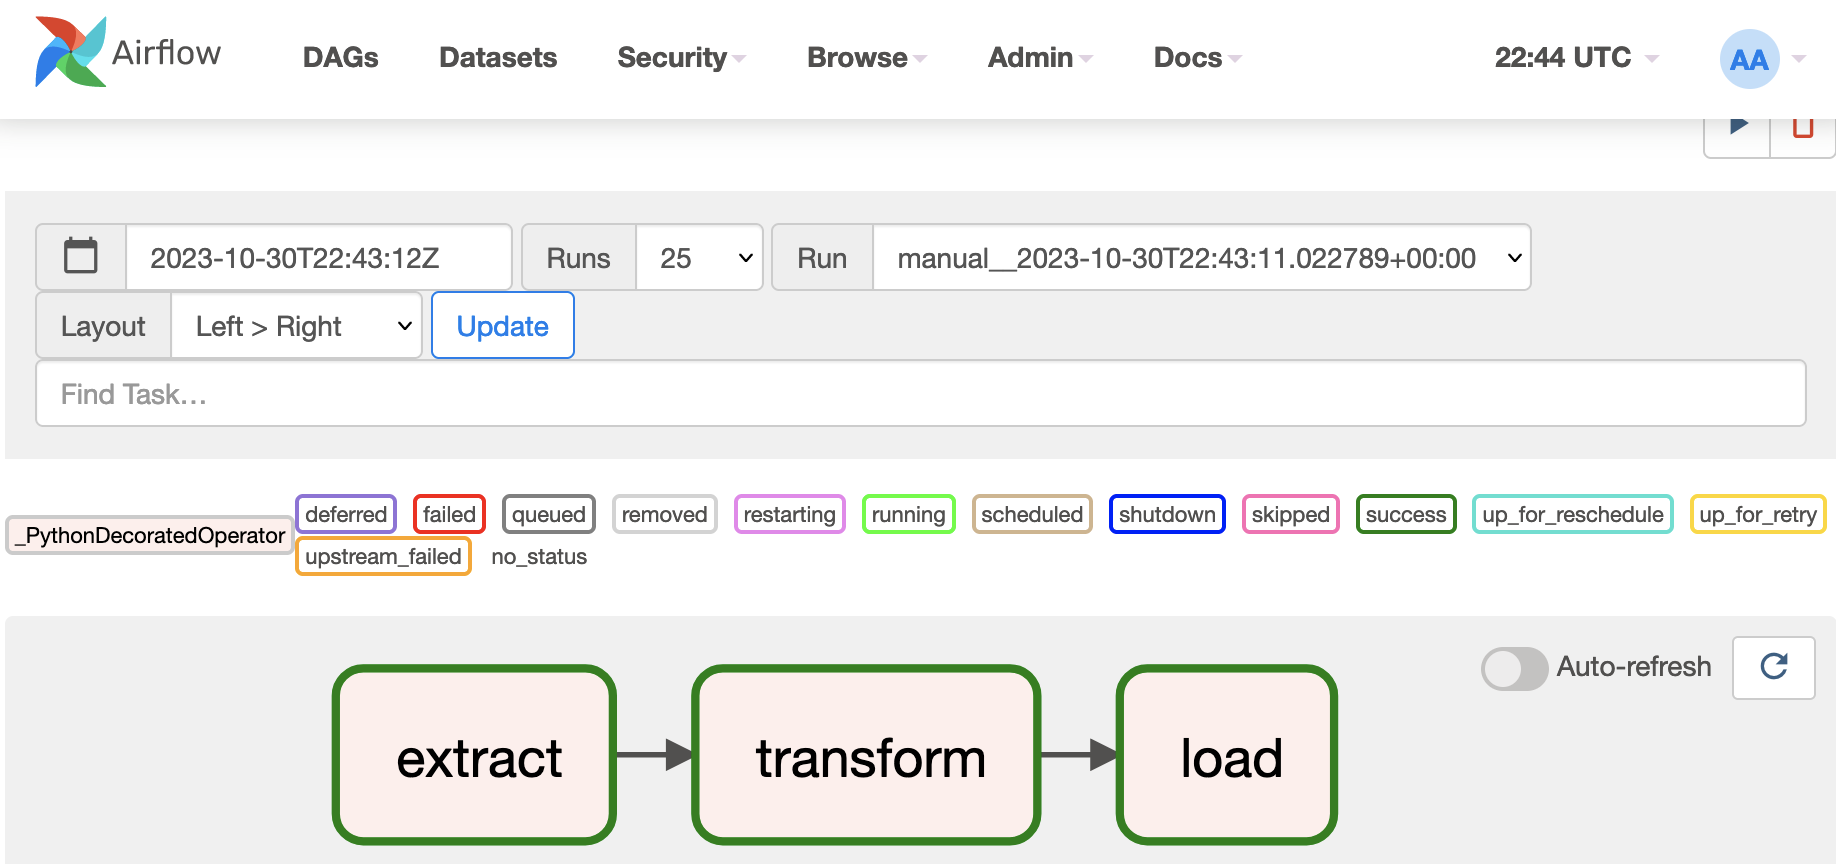 Airflow DAGs Datasets Security Browse Admin Docs 22:44 UTC AA
2023-10-30T22:43:12Z Runs 25 Run manual__2023-10-30T22:43:11.022789+00:00
Layout Left > Right Update
Find Task…
_PythonDecoratedOperator
deferred failed queued removed restarting running scheduled shutdown skipped success up_for_reschedule up_for_retry
upstream_failed no_status
Auto-refresh
extract transform load